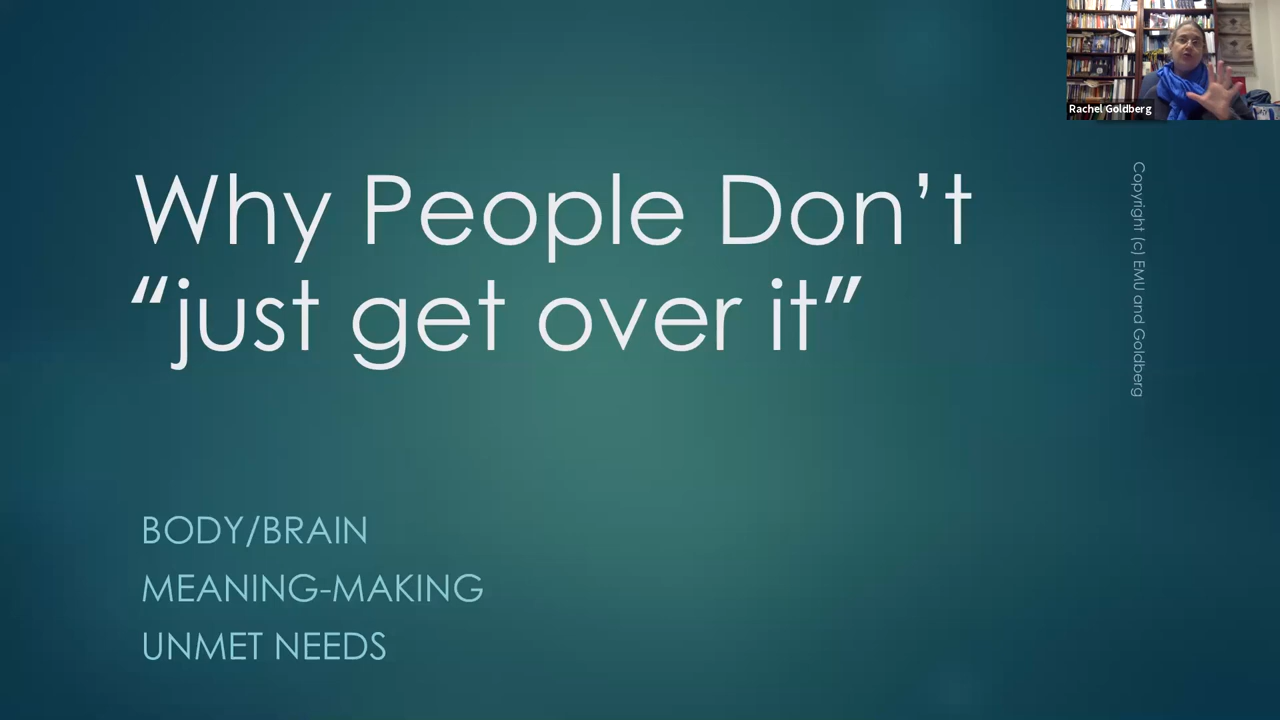 Rachel Goldberg
Why People Don’t
“just get over it”
Copyright (c) EMU and Goldberg
BODY/BRAIN
MEANING-MAKING
UNMET NEEDS